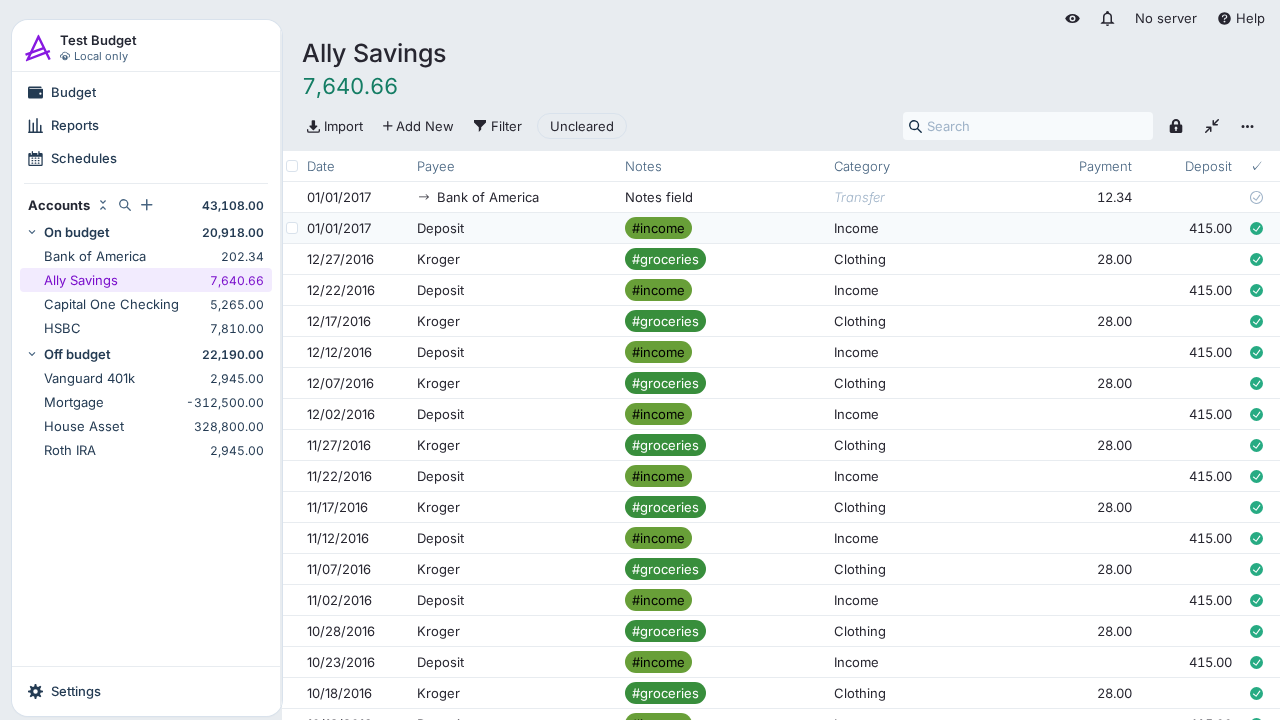 Test Budget
Local only
Budget
Reports
Schedules
Accounts 43,108.00
On budget 20,918.00
Bank of America 202.34
Ally Savings 7,640.66
Capital One Checking 5,265.00
HSBC 7,810.00
Off budget 22,190.00
Vanguard 401k 2,945.00
Mortgage -312,500.00
House Asset 328,800.00
Roth IRA 2,945.00
Settings
No server Help
Ally Savings
7,640.66
Import Add New Filter Uncleared Search
Date Payee Notes Category Payment Deposit
01/01/2017 Bank of America Notes field Transfer 12.34
01/01/2017 Deposit #income Income 415.00
12/27/2016 Kroger #groceries Clothing 28.00
12/22/2016 Deposit #income Income 415.00
12/17/2016 Kroger #groceries Clothing 28.00
12/12/2016 Deposit #income Income 415.00
12/07/2016 Kroger #groceries Clothing 28.00
12/02/2016 Deposit #income Income 415.00
11/27/2016 Kroger #groceries Clothing 28.00
11/22/2016 Deposit #income Income 415.00
11/17/2016 Kroger #groceries Clothing 28.00
11/12/2016 Deposit #income Income 415.00
11/07/2016 Kroger #groceries Clothing 28.00
11/02/2016 Deposit #income Income 415.00
10/28/2016 Kroger #groceries Clothing 28.00
10/23/2016 Deposit #income Income 415.00
10/18/2016 Kroger #groceries Clothing 28.00